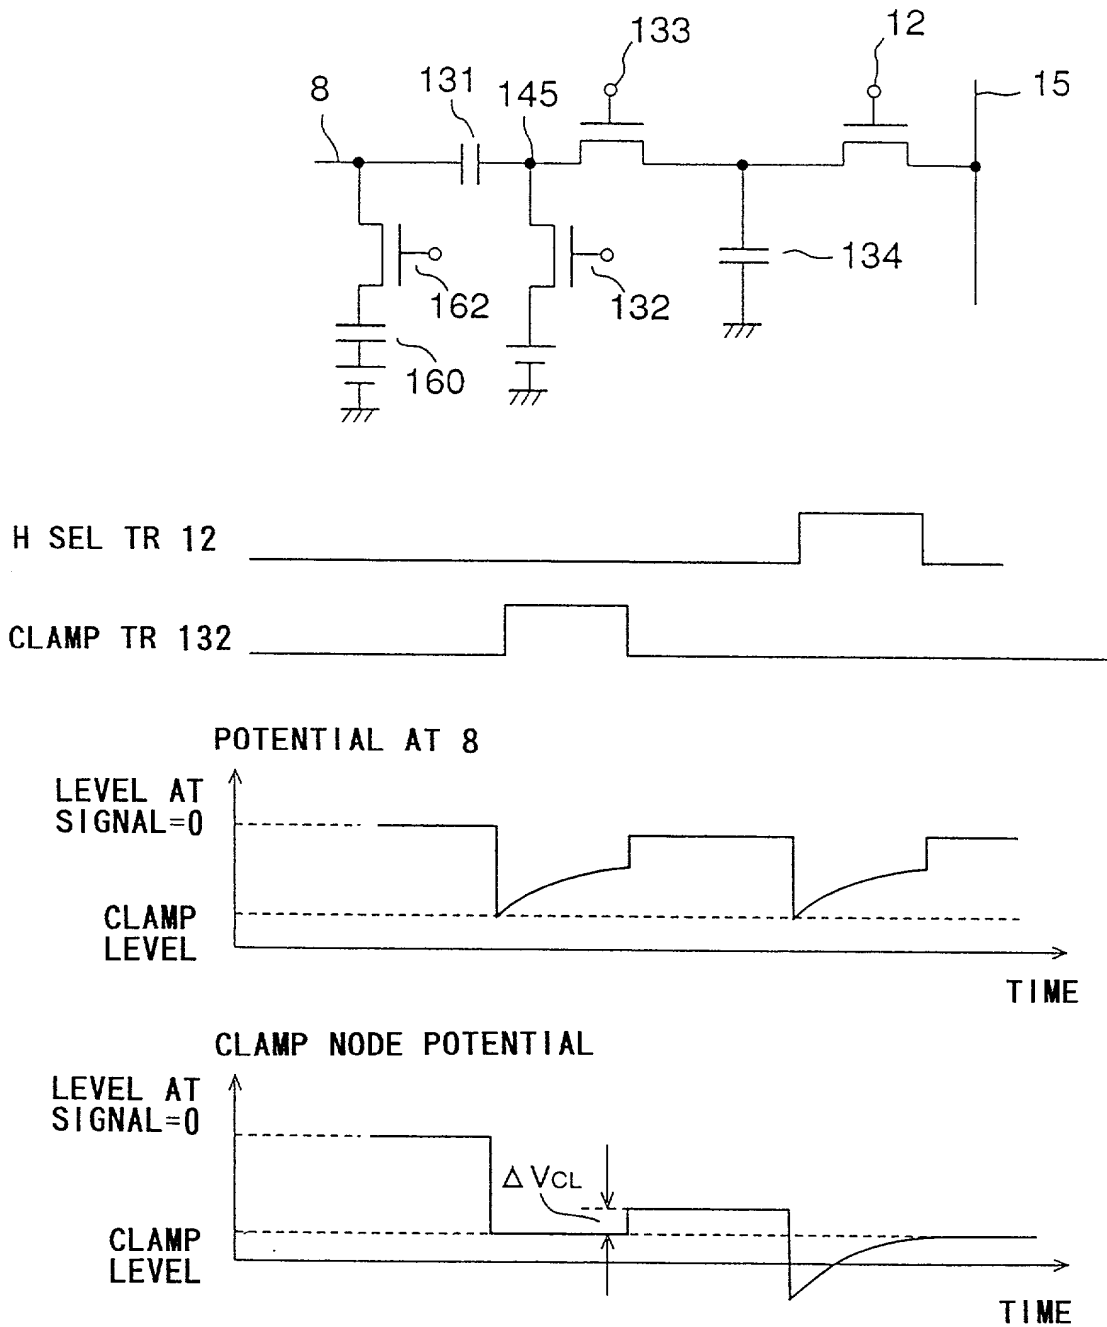 133
12
131
8
145
15
134
162
132
160
H SEL TR 12
CLAMP TR 132
POTENTIAL AT 8
LEVEL AT
SIGNAL=0
CLAMP
LEVEL
TIME
CLAMP NODE POTENTIAL
LEVEL AT
SIGNAL=0
Δ VCL
CLAMP
LEVEL
TIME